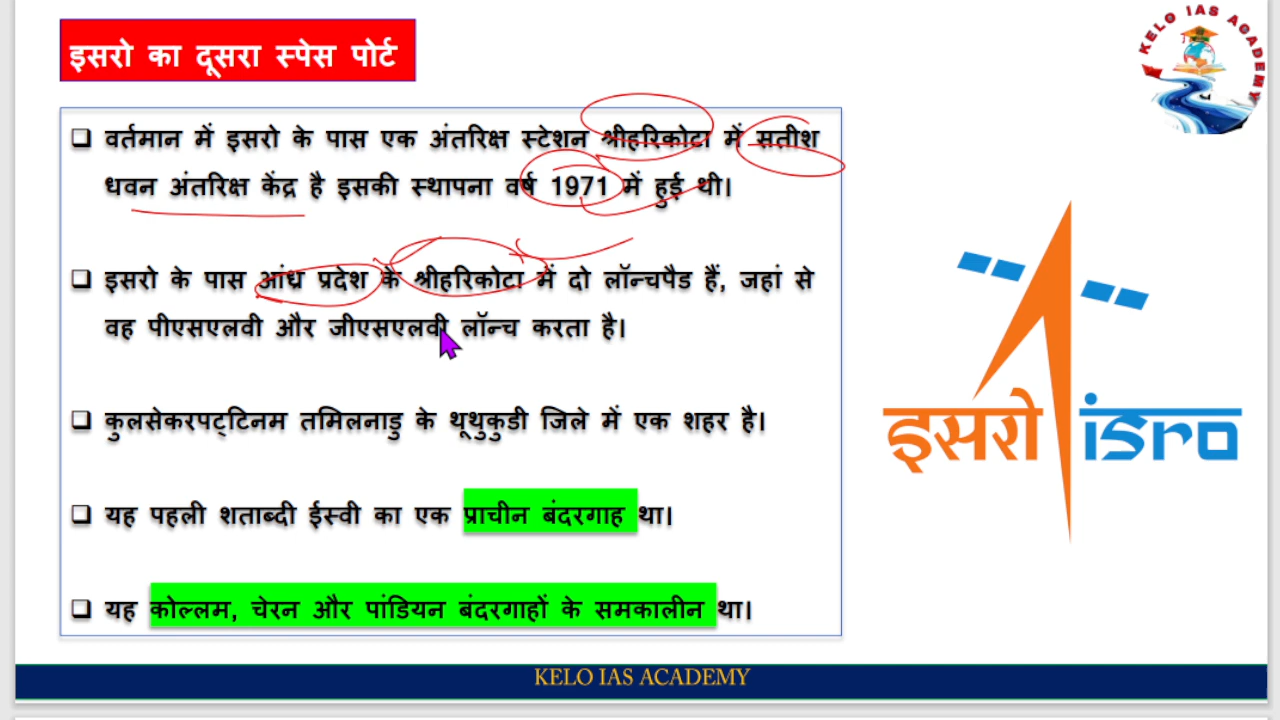 इसरो का दूसरा स्पेस पोर्ट
KELO IAS ACADEMY
❑ वर्तमान में इसरो के पास एक अंतरिक्ष स्टेशन श्रीहरिकोटा में सतीश
धवन अंतरिक्ष केंद्र है इसकी स्थापना वर्ष 1971 में हुई थी।
❑ इसरो के पास आंध्र प्रदेश के श्रीहरिकोटा में दो लॉन्चपैड हैं, जहां से
वह पीएसएलवी और जीएसएलवी लॉन्च करता है।
❑ कुलसेकरपट्टिनम तमिलनाडु के थूथुकुडी जिले में एक शहर है।
❑ यह पहली शताब्दी ईस्वी का एक प्राचीन बंदरगाह था।
❑ यह कोल्लम, चेरन और पांडियन बंदरगाहों के समकालीन था।
इसरो isro
KELO IAS ACADEMY